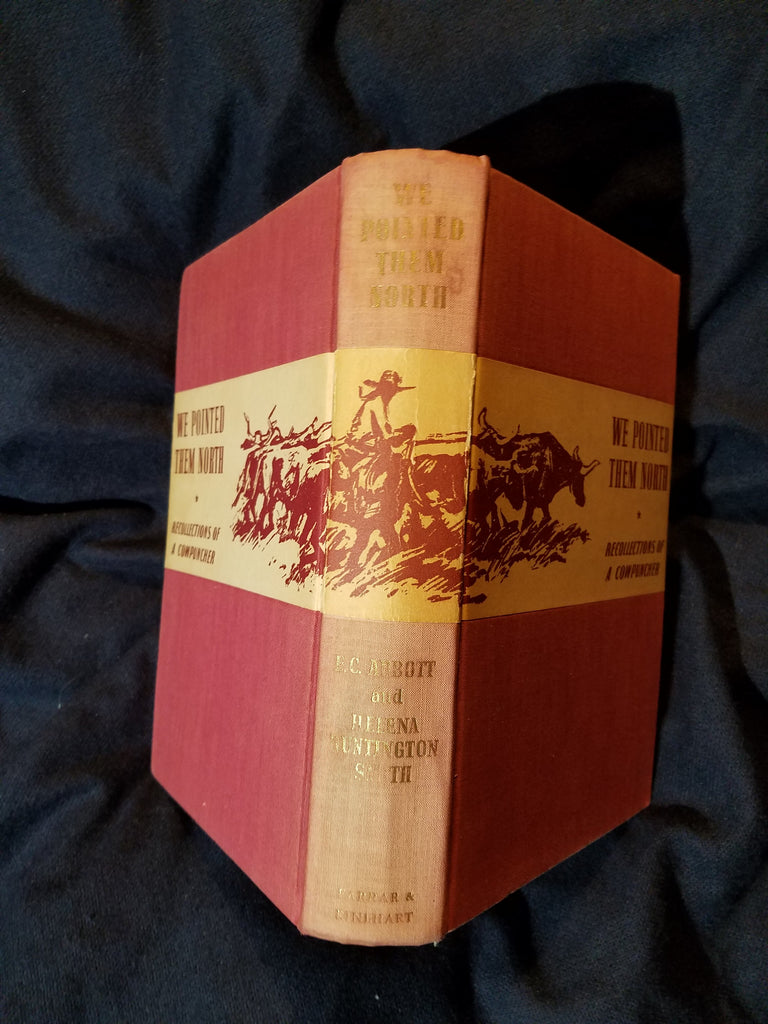 WE
POINTED
THEM
NORTH
WE POINTED
THEM NORTH
*
RECOLLECTIONS OF
A COWPUNCHER
WE POINTED
THEM NORTH
*
RECOLLECTIONS OF
A COWPUNCHER
E.C. ABBOTT
and
HELENA
HUNTINGTON
SMITH
FARRAR &
RINEHART